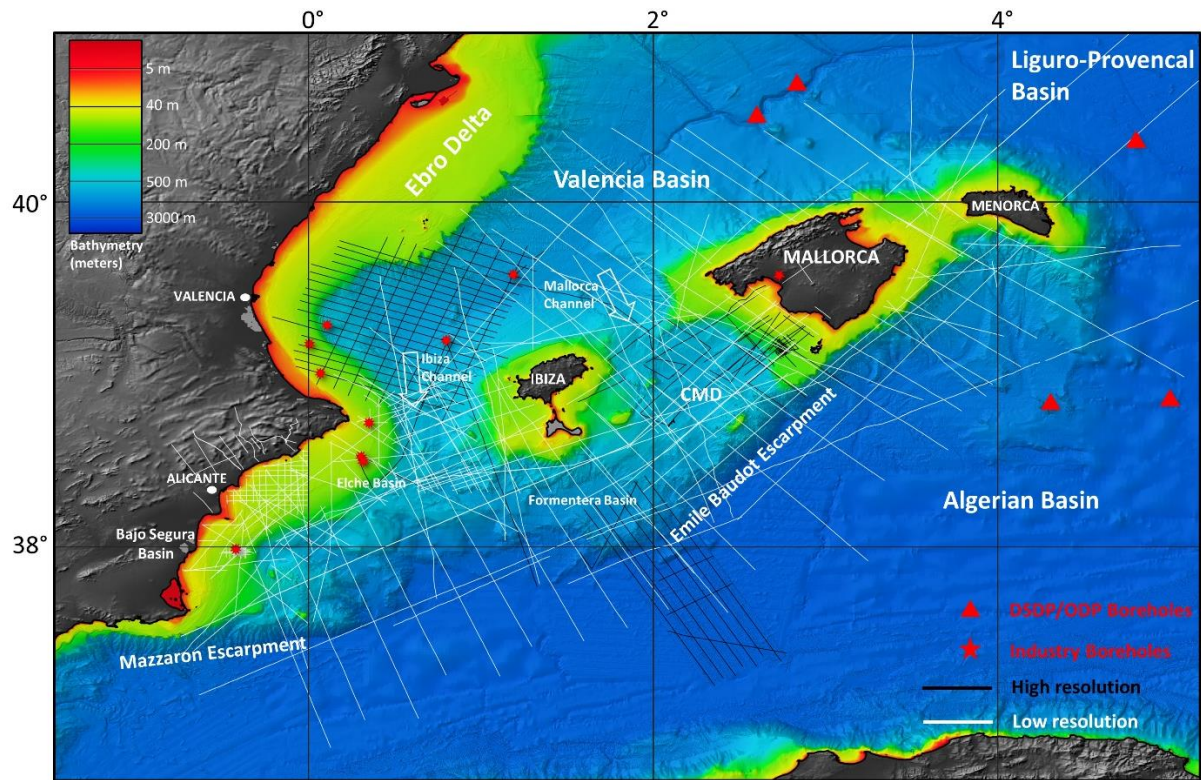 0°
2°
4°
40°
38°
5 m
40 m
200 m
500 m
3000 m
Bathymetry
(meters)
Liguro-Provencal
Basin
Ebro Delta
Valencia Basin
MENORCA
MALLORCA
VALENCIA
Mallorca
Channel
Ibiza
Channel
IBIZA
CMD
ALICANTE
Elche Basin
Formentera Basin
Emile Baudot Escarpment
Algerian Basin
Bajo Segura
Basin
Mazzaron Escarpment
DSDP/ODP Boreholes
Industry Boreholes
High resolution
Low resolution